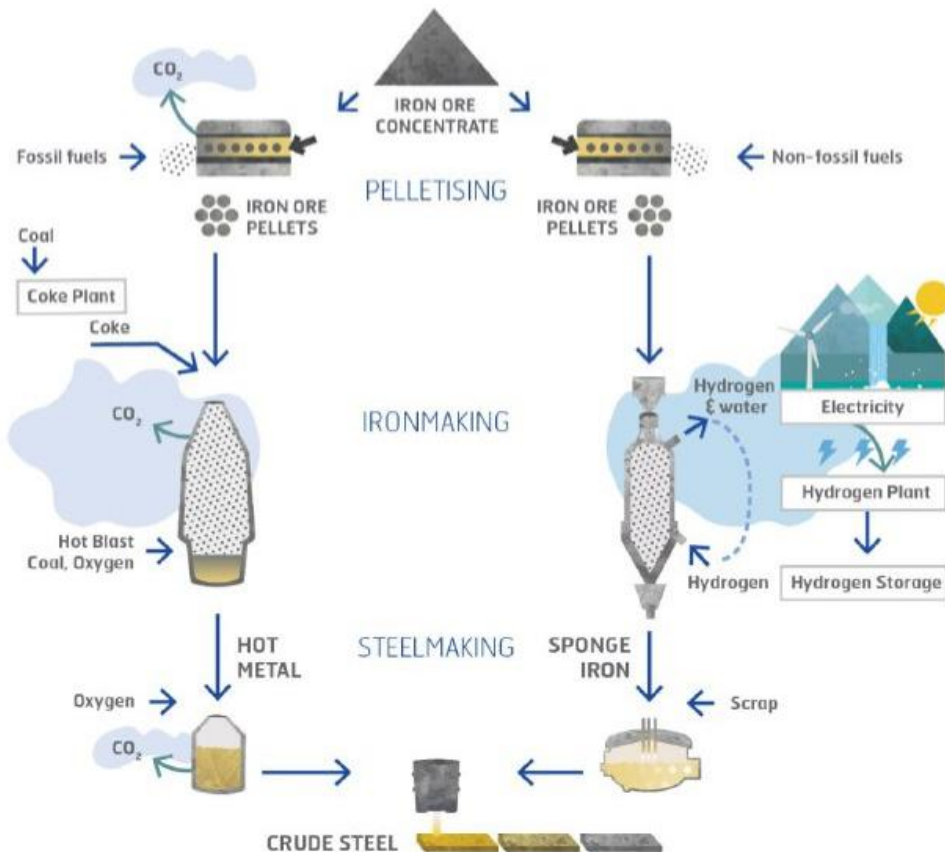 CO₂
IRON ORE
CONCENTRATE
Fossil fuels
Non-fossil fuels
PELLETISING
IRON ORE
PELLETS
IRON ORE
PELLETS
Coal
Coke Plant
Coke
CO₂
IRONMAKING
Hydrogen
& water
Electricity
Hydrogen Plant
Hot Blast
Coal, Oxygen
Hydrogen
Hydrogen Storage
HOT
METAL
STEELMAKING
SPONGE
IRON
Oxygen
Scrap
CO₂
CRUDE STEEL